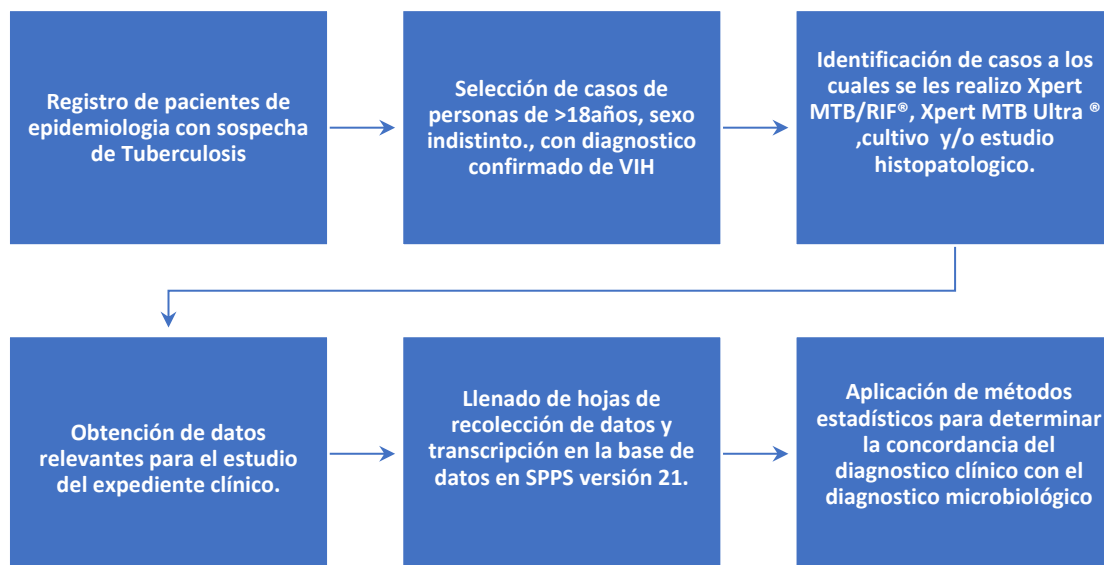 Registro de pacientes de
epidemiologia con sospecha
de Tuberculosis
Selección de casos de
personas de >18años, sexo
indistinto., con diagnostico
confirmado de VIH
Identificación de casos a los
cuales se les realizo Xpert
MTB/RIF®, Xpert MTB Ultra ®
,cultivo y/o estudio
histopatologico.
Obtención de datos
relevantes para el estudio
del expediente clínico.
Llenado de hojas de
recolección de datos y
transcripción en la base de
datos en SPPS versión 21.
Aplicación de métodos
estadísticos para determinar
la concordancia del
diagnostico clínico con el
diagnostico microbiológico